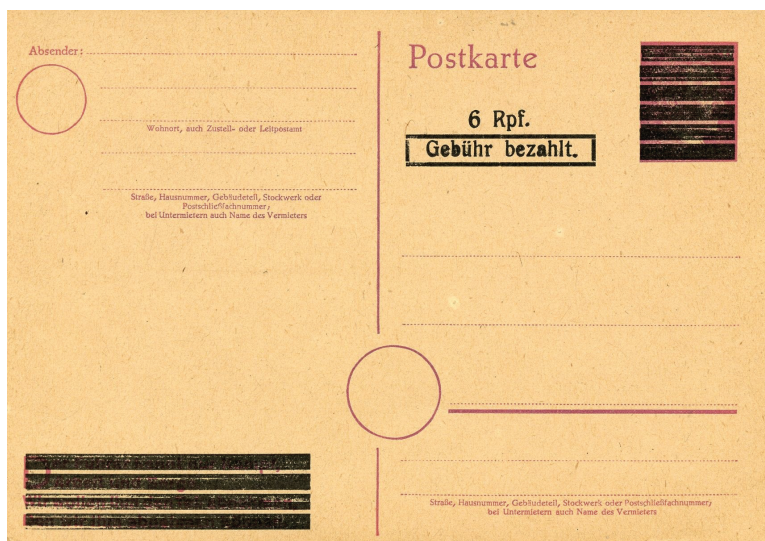 Absender:
Wohnort, auch Zustell- oder Leitpostamt
Straße, Hausnummer, Gebäudeteil, Stockwerk oder
Postschließfachnummer;
bei Untermietern auch Name des Vermieters
Postkarte
6 Rpf.
Gebühr bezahlt.
Straße, Hausnummer, Gebäudeteil, Stockwerk oder Postschließfachnummer;
bei Untermietern auch Name des Vermieters